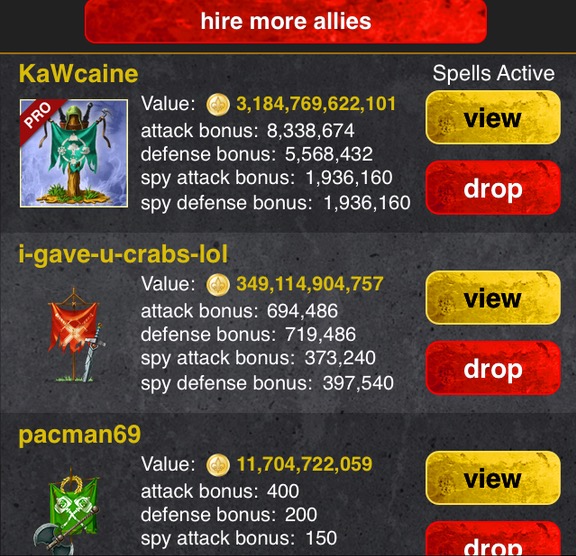 hire more allies
KaWcaine
Spells Active
PRO
Value: 3,184,769,622,101
attack bonus: 8,338,674
defense bonus: 5,568,432
spy attack bonus: 1,936,160
spy defense bonus: 1,936,160
view
drop
i-gave-u-crabs-lol
Value: 349,114,904,757
attack bonus: 694,486
defense bonus: 719,486
spy attack bonus: 373,240
spy defense bonus: 397,540
view
drop
pacman69
Value: 11,704,722,059
attack bonus: 400
defense bonus: 200
spy attack bonus: 150
view
drop